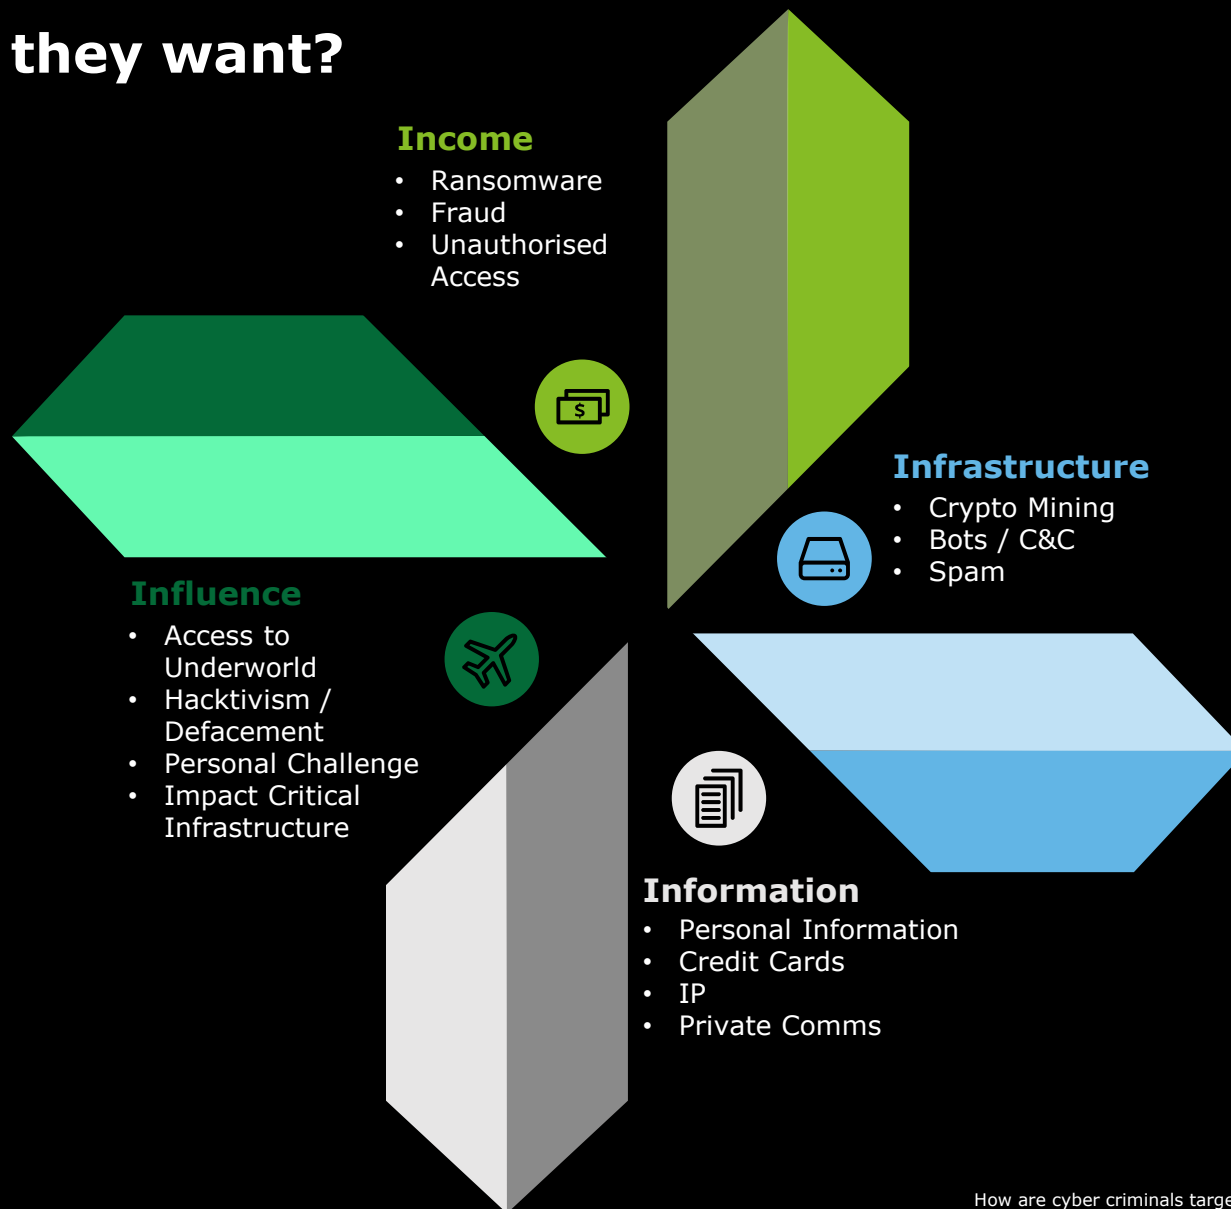 they want?
Income
• Ransomware
• Fraud
• Unauthorised
Access
$
Infrastructure
• Crypto Mining
• Bots / C&C
• Spam
Influence
• Access to
Underworld
• Hacktivism /
Defacement
• Personal Challenge
• Impact Critical
Infrastructure
Information
• Personal Information
• Credit Cards
• IP
• Private Comms
How are cyber criminals targe